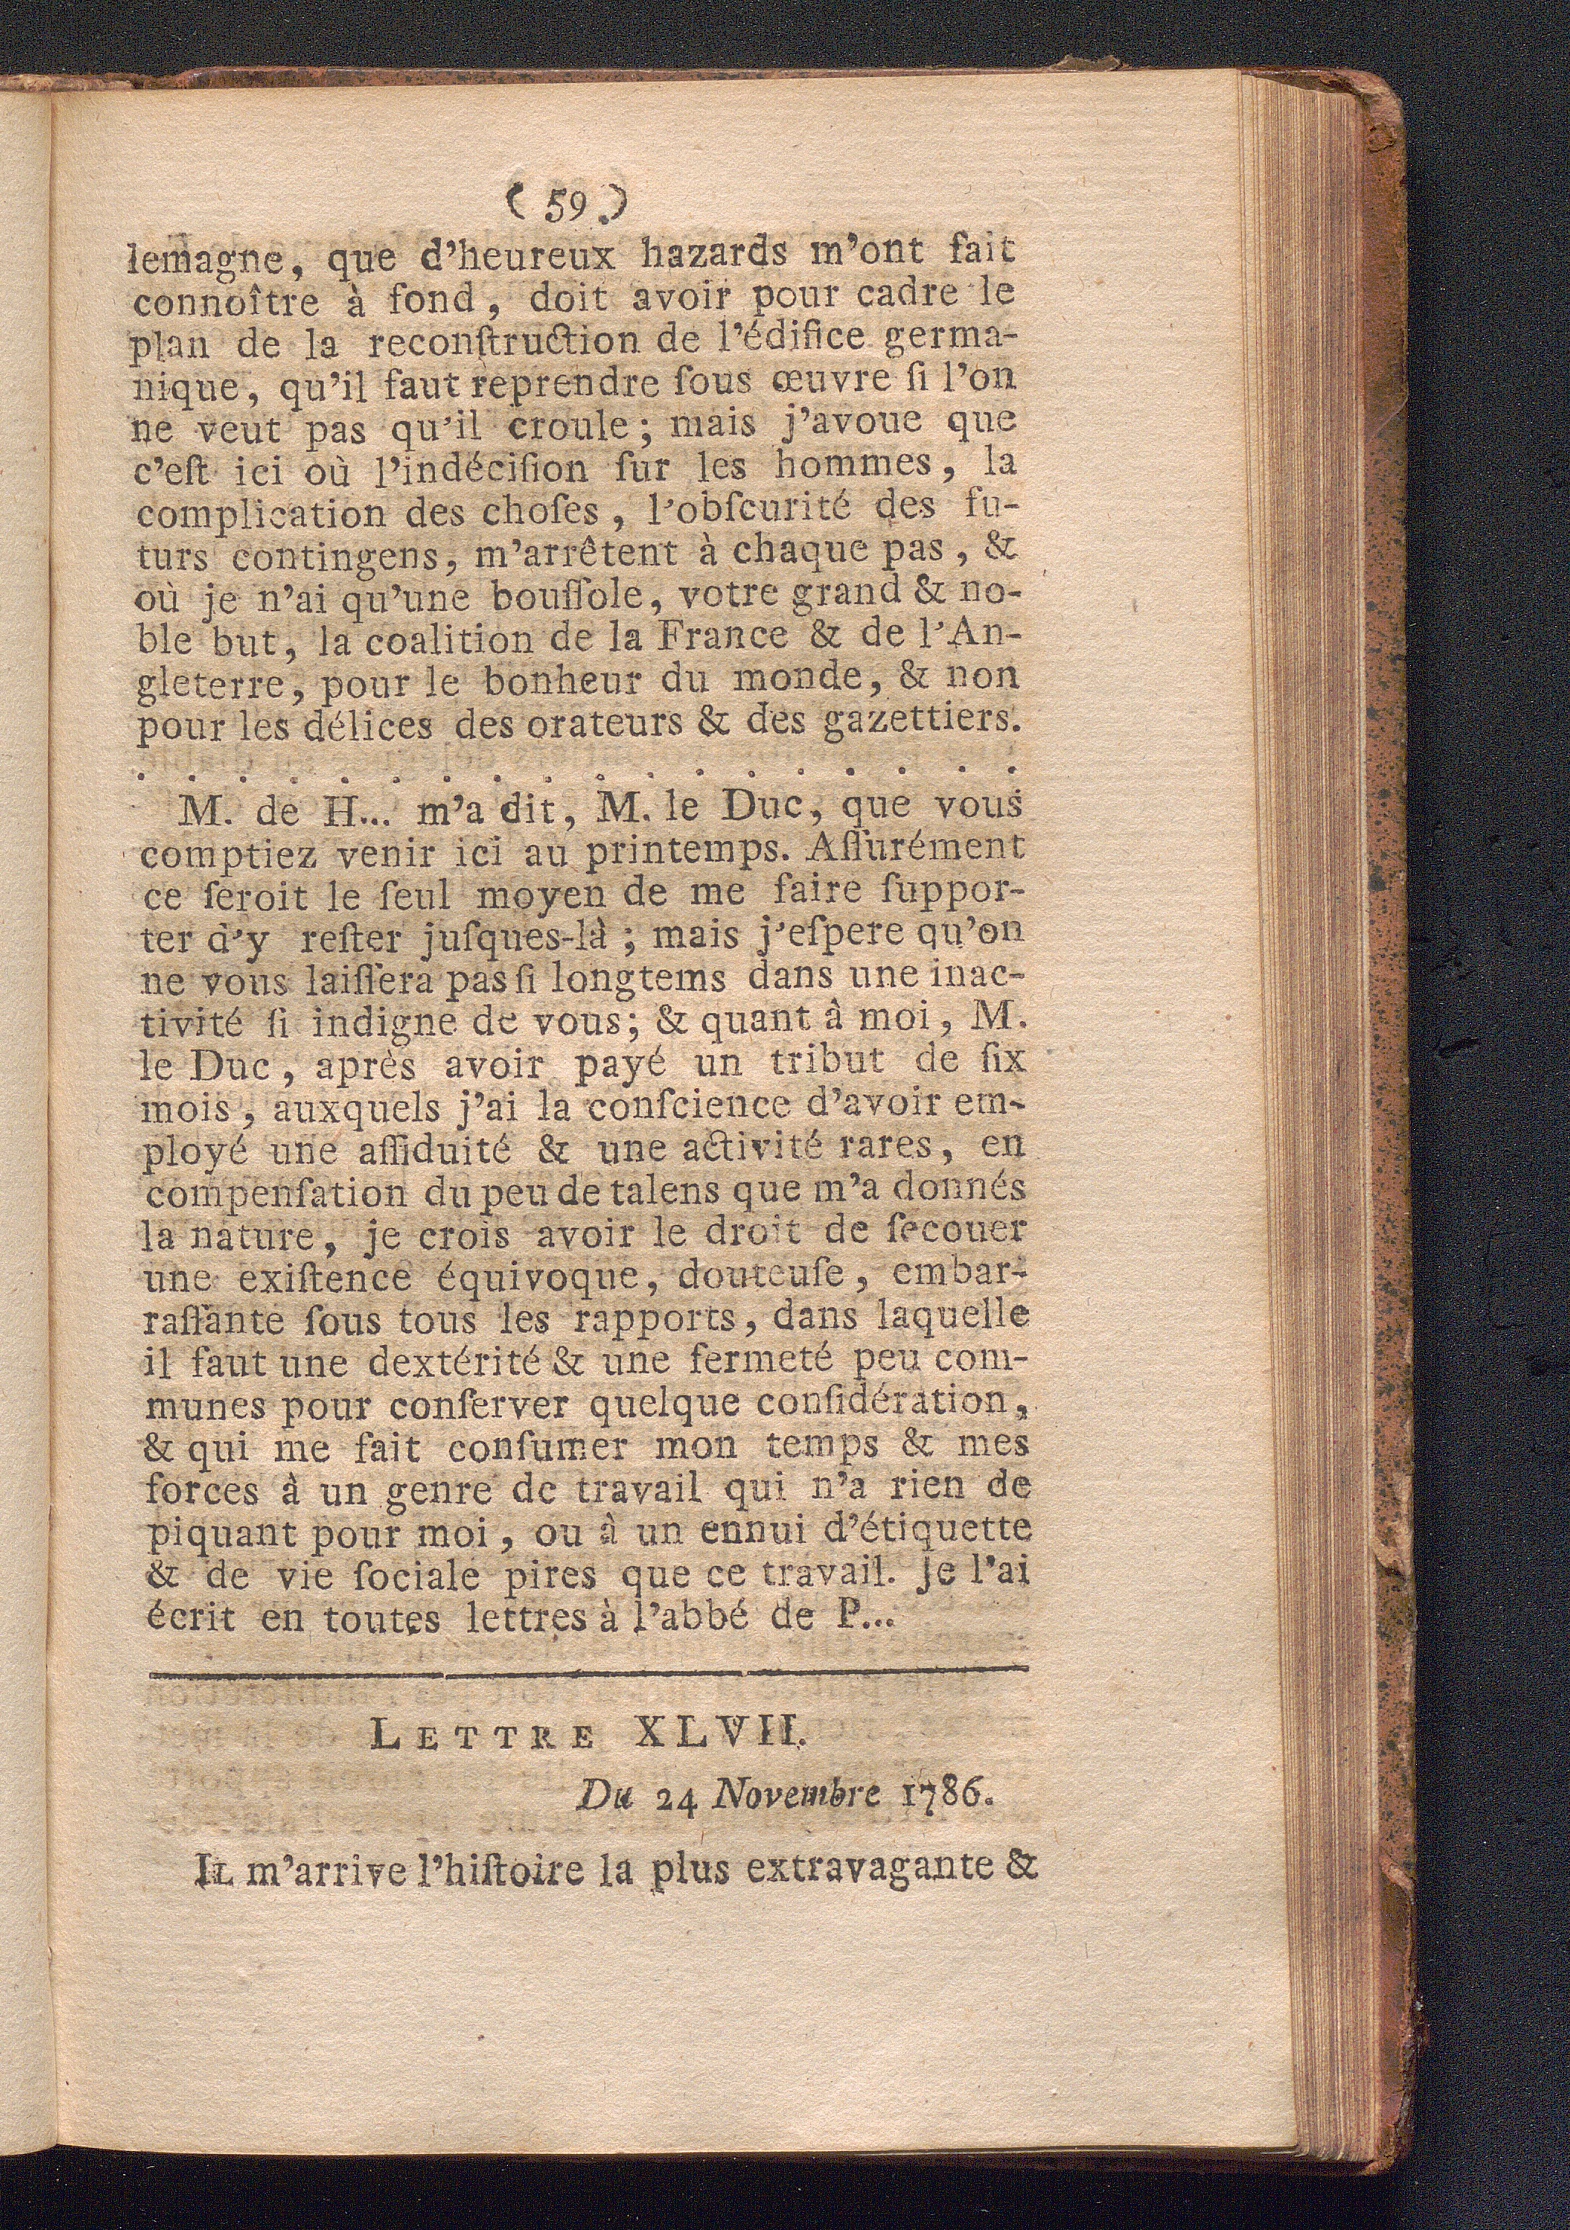 ( 59 )
lemagne, que d'heureux hazards m'ont fait
connoître à fond, doit avoir pour cadre le
plan de la reconſtruction de l'édifice germa-
nique, qu'il faut reprendre ſous œuvre ſi l'on
ne veut pas qu'il croule; mais j'avoue que
c'eſt ici où l'indéciſion ſur les hommes, la
complication des choſes, l'obſcurité des fu-
turs contingens, m'arrêtent à chaque pas, &
où je n'ai qu'une bouſſole, votre grand & no-
ble but, la coalition de la France & de l'An-
gleterre, pour le bonheur du monde, & non
pour les délices des orateurs & des gazettiers.
. . . . . . . . . . . . . . . . . .
M. de H... m'a dit, M. le Duc, que vous
comptiez venir ici au printemps. Aſſurément
ce ſeroit le ſeul moyen de me faire ſuppor-
ter d'y reſter juſques-là; mais j'eſpere qu'on
ne vous laiſſera pas ſi longtems dans une inac-
tivité ſi indigne de vous; & quant à moi, M.
le Duc, après avoir payé un tribut de ſix
mois, auxquels j'ai la conſcience d'avoir em-
ployé une aſſiduité & une activité rares, en
compenſation du peu de talens que m'a donnés
la nature, je crois avoir le droit de ſecouer
une exiſtence équivoque, douteuſe, embar-
raſſante ſous tous les rapports, dans laquelle
il faut une dextérité & une fermeté peu com-
munes pour conſerver quelque conſidération,
& qui me fait conſumer mon temps & mes
forces à un genre de travail qui n'a rien de
piquant pour moi, ou à un ennui d'étiquette
& de vie ſociale pires que ce travail. Je l'ai
écrit en toutes lettres à l'abbé de P...
LETTRE XLVII.
Du 24 Novembre 1786.
IL m'arrive l'hiſtoire la plus extravagante &